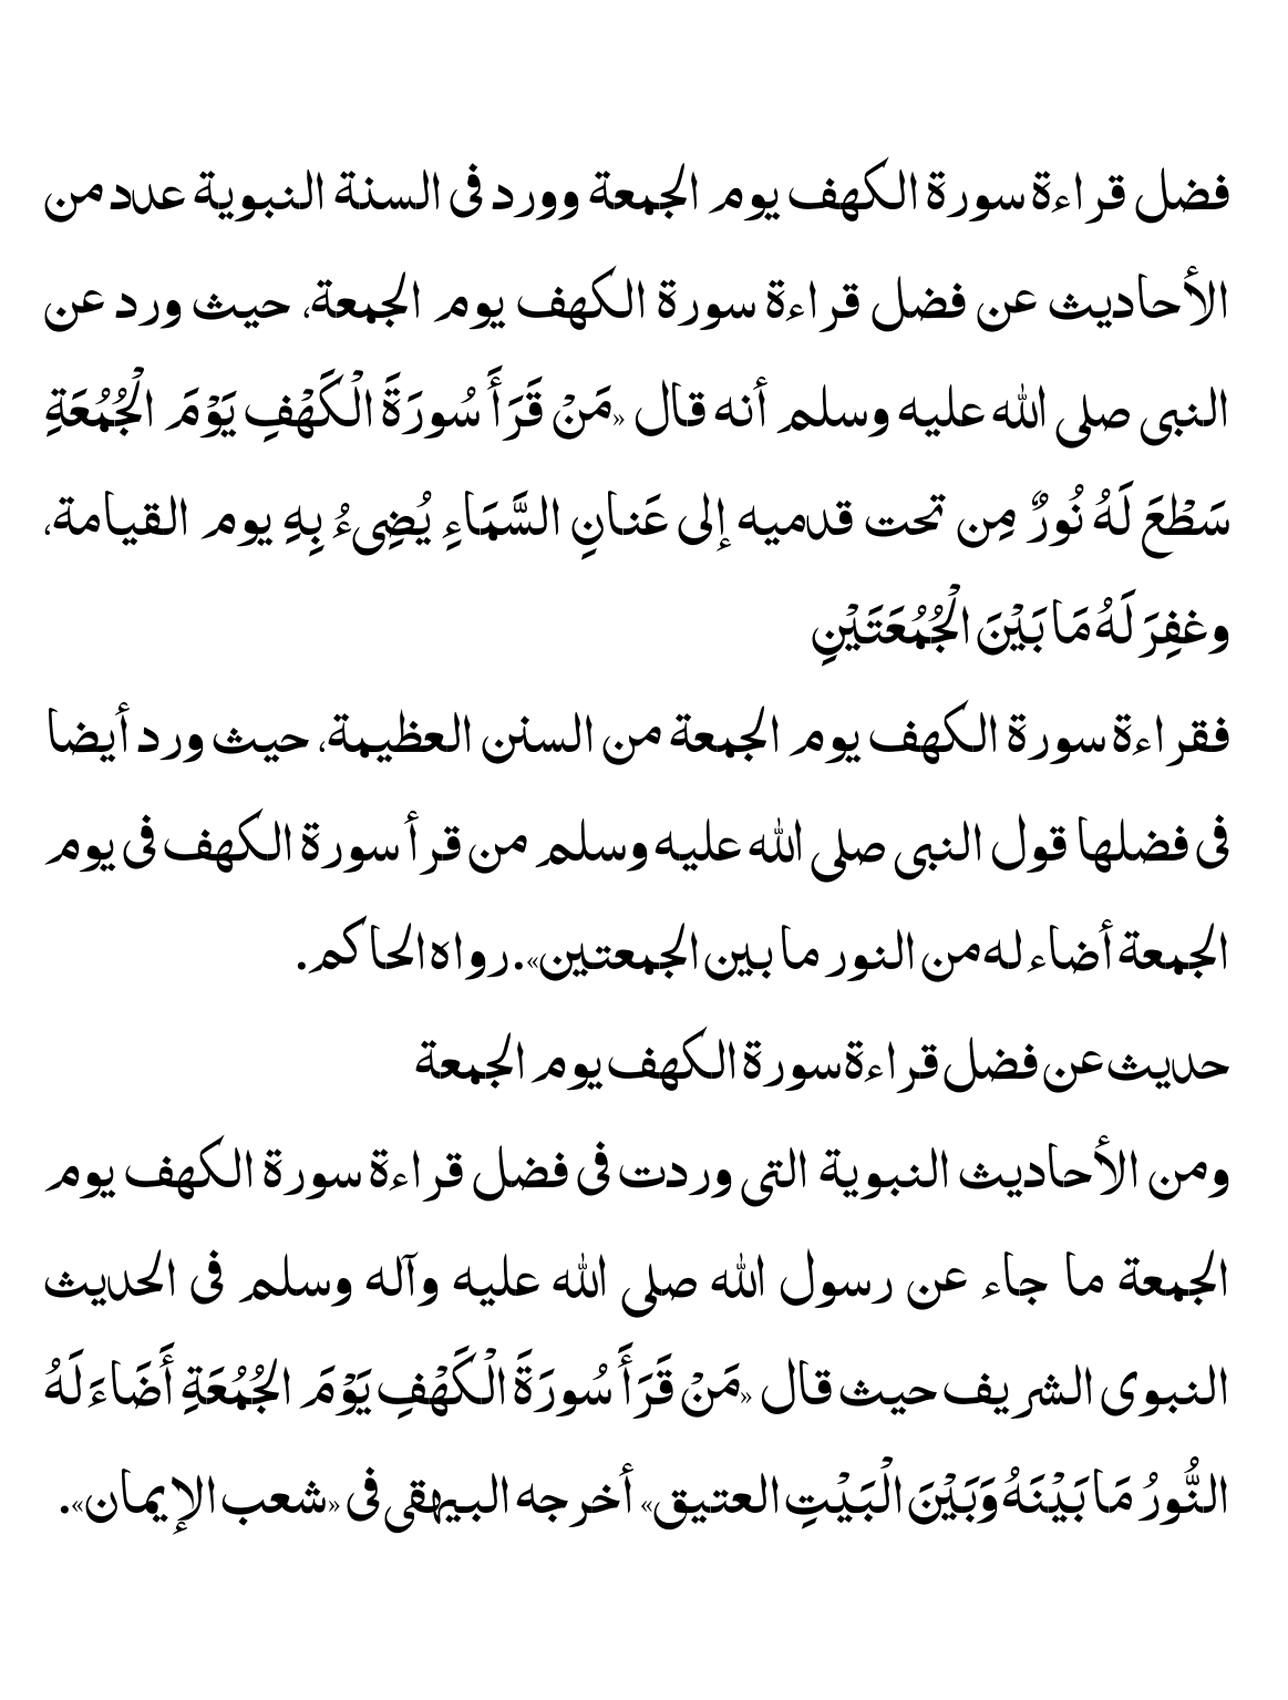 فضل قراءة سورة الكهف يوم الجمعة وورد فى السنة النبوية عدد من
الأحاديث عن فضل قراءة سورة الكهف يوم الجمعة، حيث ورد عن
النبى صلى الله عليه وسلم أنه قال «مَنْ قَرَأَ سُورَةَ الْكَهْفِ يَوْمَ الْجُمُعَةِ
سَطْعَ لَهُ نُورٌ مِن تحت قدميه إلى عَنانِ السَّمَاءِ يُضِىءُ بِهِ يوم القيامة،
وغفِرَ لَهُ مَا بَيْنَ الْجُمُعَتَيْنِ
فقراءة سورة الكهف يوم الجمعة من السنن العظيمة، حيث ورد أيضا
فى فضلها قول النبى صلى الله عليه وسلم من قرأ سورة الكهف فى يوم
الجمعة أضاء له من النور ما بين الجمعتين».رواه الحاكم.
حديث عن فضل قراءة سورة الكهف يوم الجمعة
ومن الأحاديث النبوية التى وردت فى فضل قراءة سورة الكهف يوم
الجمعة ما جاء عن رسول الله صلى الله عليه وآله وسلم فى الحديث
النبوى الشريف حيث قال «مَنْ قَرَأَ سُورَةَ الْكَهْفِ يَوْمَ الجُمُعَةِ أَضَاءَ لَهُ
النُّورُ مَا بَيْنَهُ وَبَيْنَ الْبَيْتِ العتيق» أخرجه البيهقى فى «شعب الإيمان».